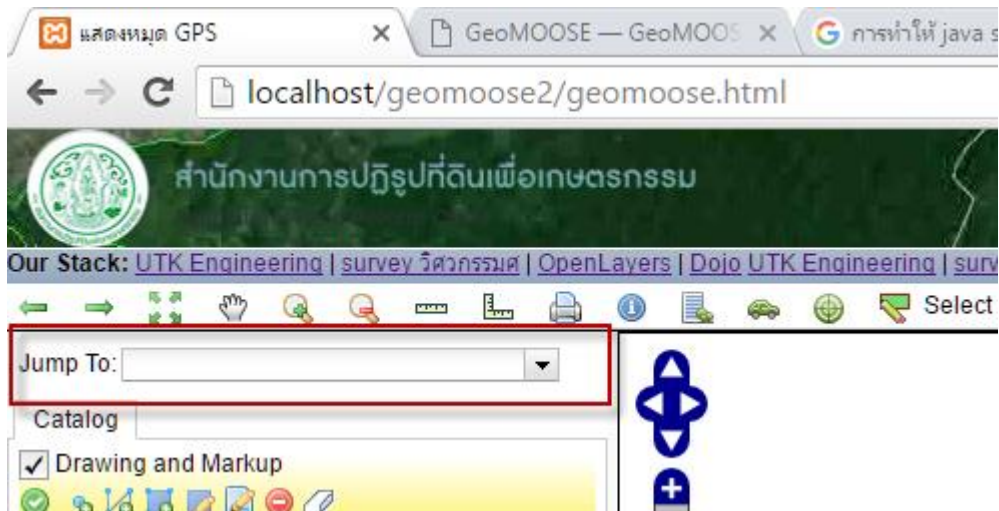 แสดงหมุด GPS
GeoMOOSE — GeoMOOS
การทำให้ java s
localhost/geomoose2/geomoose.html
สำนักงานการปฏิรูปที่ดินเพื่อเกษตรกรรม
Our Stack: UTK Engineering | survey วิศวกรรมศ | OpenLayers | Dojo UTK Engineering | surv
Select
Jump To:
Catalog
Drawing and Markup